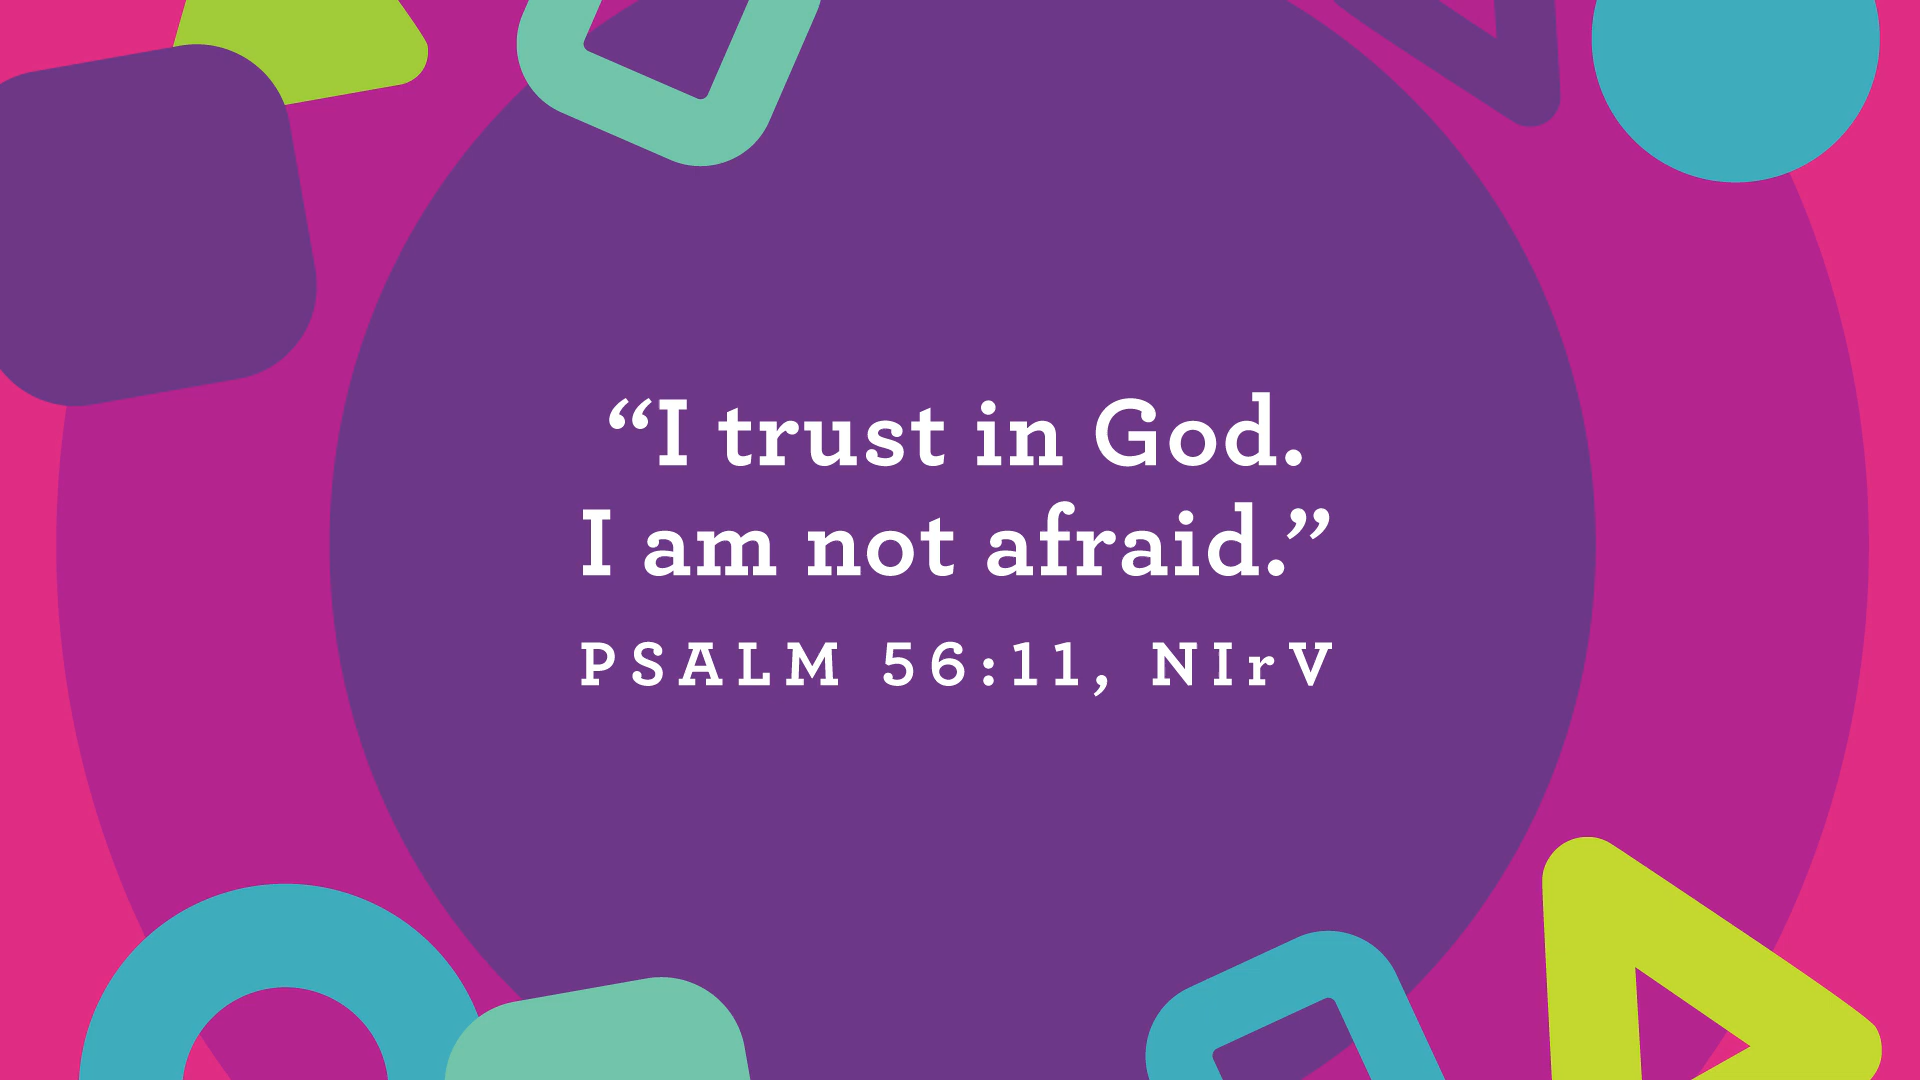 “I trust in God.
I am not afraid.”
PSALM 56:11, NIrV